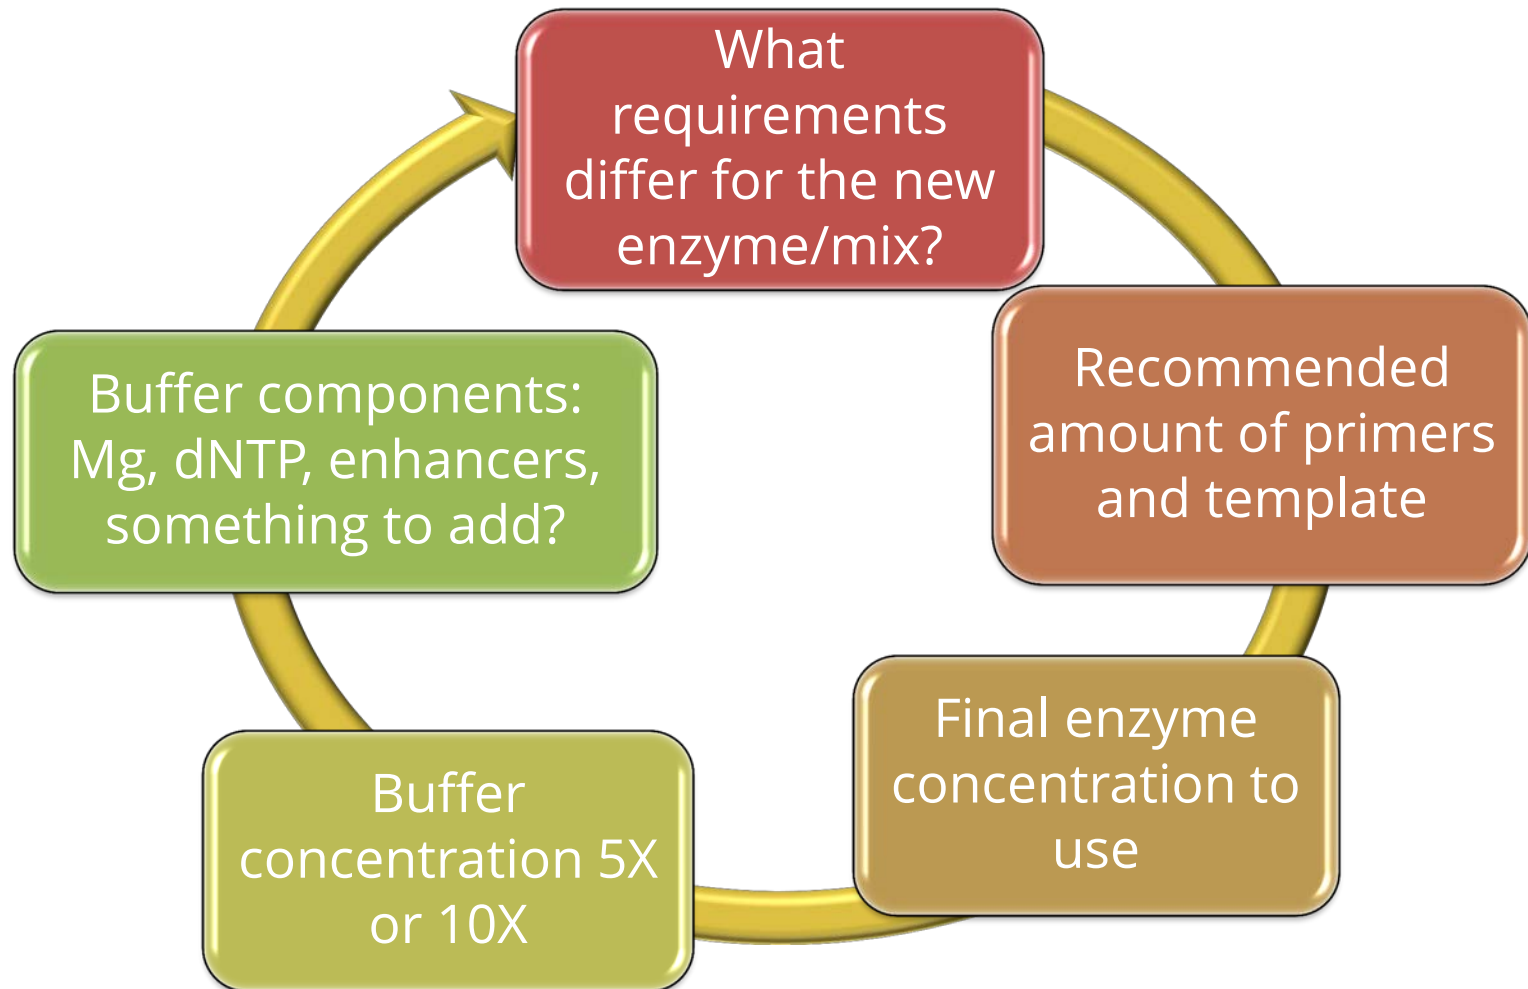 What
requirements
differ for the new
enzyme/mix?
Recommended
amount of primers
and template
Final enzyme
concentration to
use
Buffer
concentration 5X
or 10X
Buffer components:
Mg, dNTP, enhancers,
something to add?